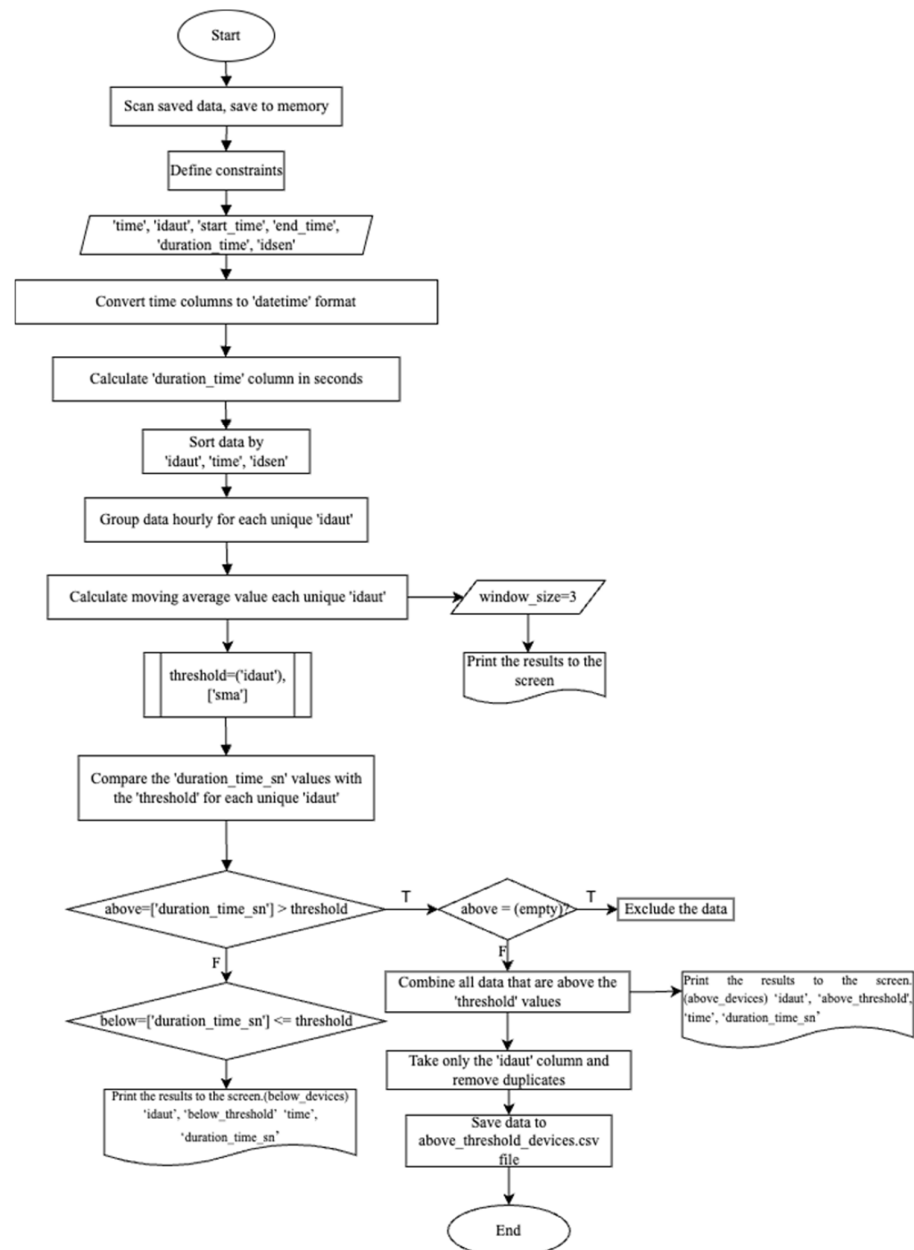 Start
Scan saved data, save to memory
Define constraints
'time', 'idaut', 'start_time', 'end_time',
'duration_time', 'idsen'
Convert time columns to 'datetime' format
Calculate 'duration_time' column in seconds
Sort data by
'idaut', 'time', 'idsen'
Group data hourly for each unique 'idaut'
Calculate moving average value each unique 'idaut'
window_size=3
Print the results to the
screen
threshold=('idaut'),
['sma']
Compare the 'duration_time_sn' values with
the 'threshold' for each unique 'idaut'
above=['duration_time_sn'] > threshold
T
above = (empty)?
T
Exclude the data
F
F
Combine all data that are above the
'threshold' values
Print the results to the screen.
(above_devices) ‘idaut’, ‘above_threshold’,
‘time’, ‘duration_time_sn’
below=['duration_time_sn'] <= threshold
Take only the 'idaut' column and
remove duplicates
Print the results to the screen.(below_devices)
‘idaut’, ‘below_threshold’ ‘time’,
‘duration_time_sn’
Save data to
above_threshold_devices.csv
file
End